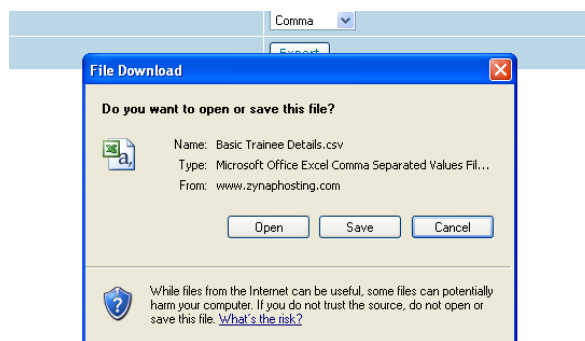 Comma
Export
File Download
Do you want to open or save this file?
Name: Basic Trainee Details.csv
Type: Microsoft Office Excel Comma Separated Values Fil...
From: www.zynaphosting.com
Open Save Cancel
While files from the Internet can be useful, some files can potentially
harm your computer. If you do not trust the source, do not open or
save this file. What's the risk?